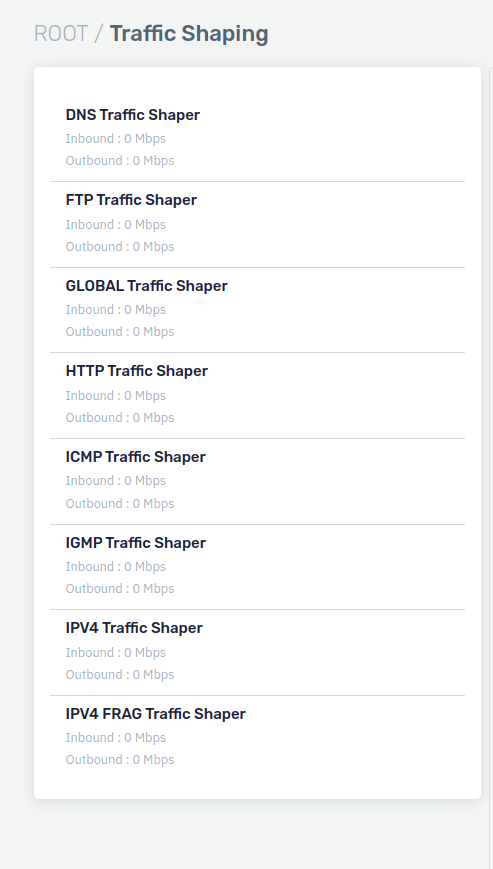 ROOT / Traffic Shaping
DNS Traffic Shaper
Inbound : 0 Mbps
Outbound : 0 Mbps
FTP Traffic Shaper
Inbound : 0 Mbps
Outbound : 0 Mbps
GLOBAL Traffic Shaper
Inbound : 0 Mbps
Outbound : 0 Mbps
HTTP Traffic Shaper
Inbound : 0 Mbps
Outbound : 0 Mbps
ICMP Traffic Shaper
Inbound : 0 Mbps
Outbound : 0 Mbps
IGMP Traffic Shaper
Inbound : 0 Mbps
Outbound : 0 Mbps
IPV4 Traffic Shaper
Inbound : 0 Mbps
Outbound : 0 Mbps
IPV4 FRAG Traffic Shaper
Inbound : 0 Mbps
Outbound : 0 Mbps